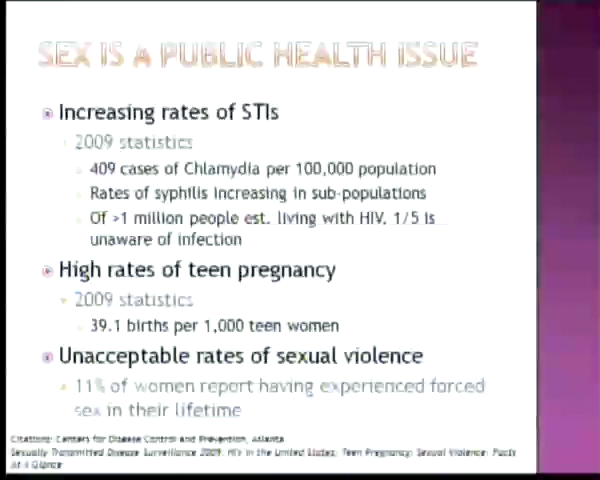 SEX IS A PUBLIC HEALTH ISSUE
Increasing rates of STIs
2009 statistics
409 cases of Chlamydia per 100,000 population
Rates of syphilis increasing in sub-populations
Of >1 million people est. living with HIV, 1/5 is
unaware of infection
High rates of teen pregnancy
2009 statistics
39.1 births per 1,000 teen women
Unacceptable rates of sexual violence
11% of women report having experienced forced
sex in their lifetime
Citations: Centers for Disease Control and Prevention, Atlanta
Sexually Transmitted Disease Surveillance 2009; HIV in the United States; Teen Pregnancy; Sexual Violence: Facts
At a Glance